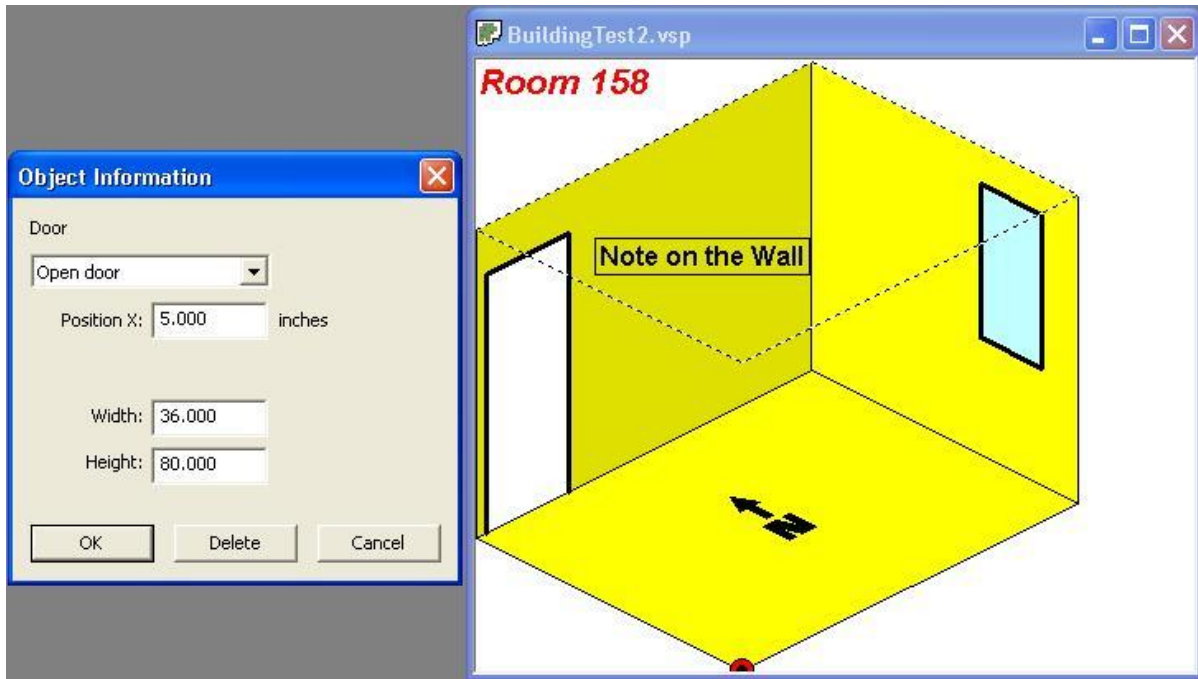 Object Information
Door
Open door
Position X: 5.000 inches
Width: 36.000
Height: 80.000
OK Delete Cancel
BuildingTest2.vsp
Room 158
Note on the Wall
N